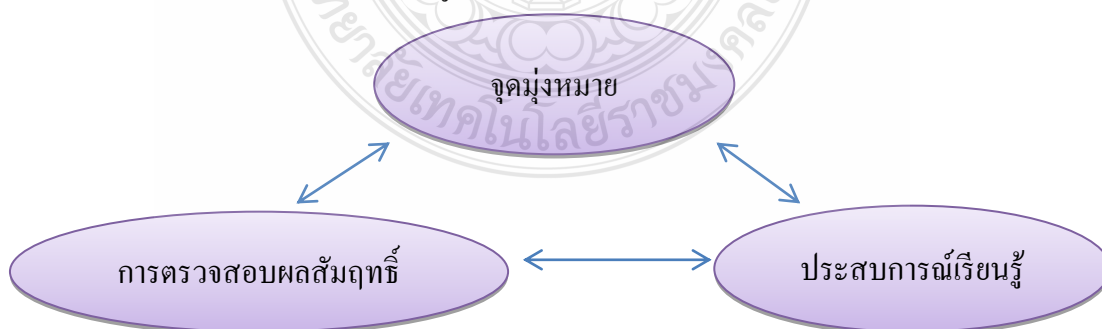 จุดมุ่งหมาย
การตรวจสอบผลสัมฤทธิ์
ประสบการณ์เรียนรู้